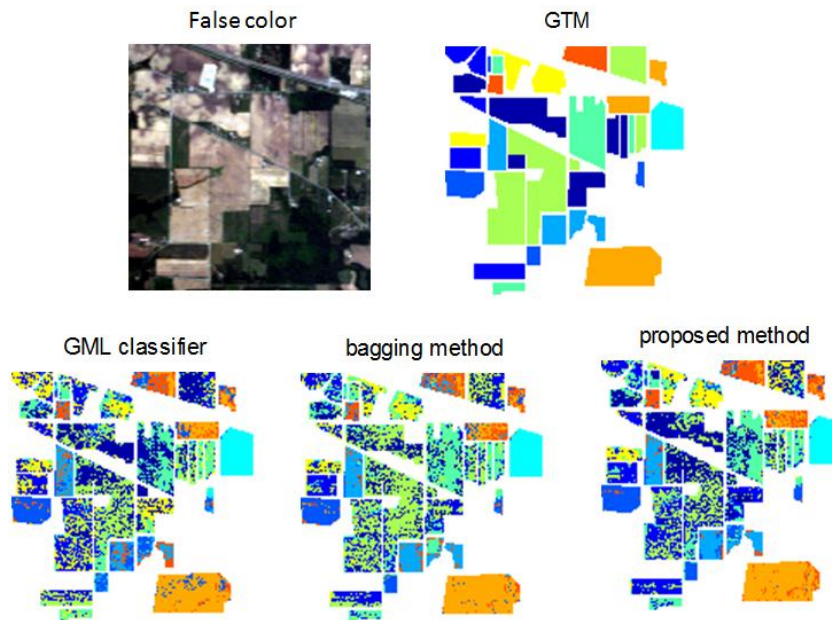 False color
GTM
GML classifier
bagging method
proposed method